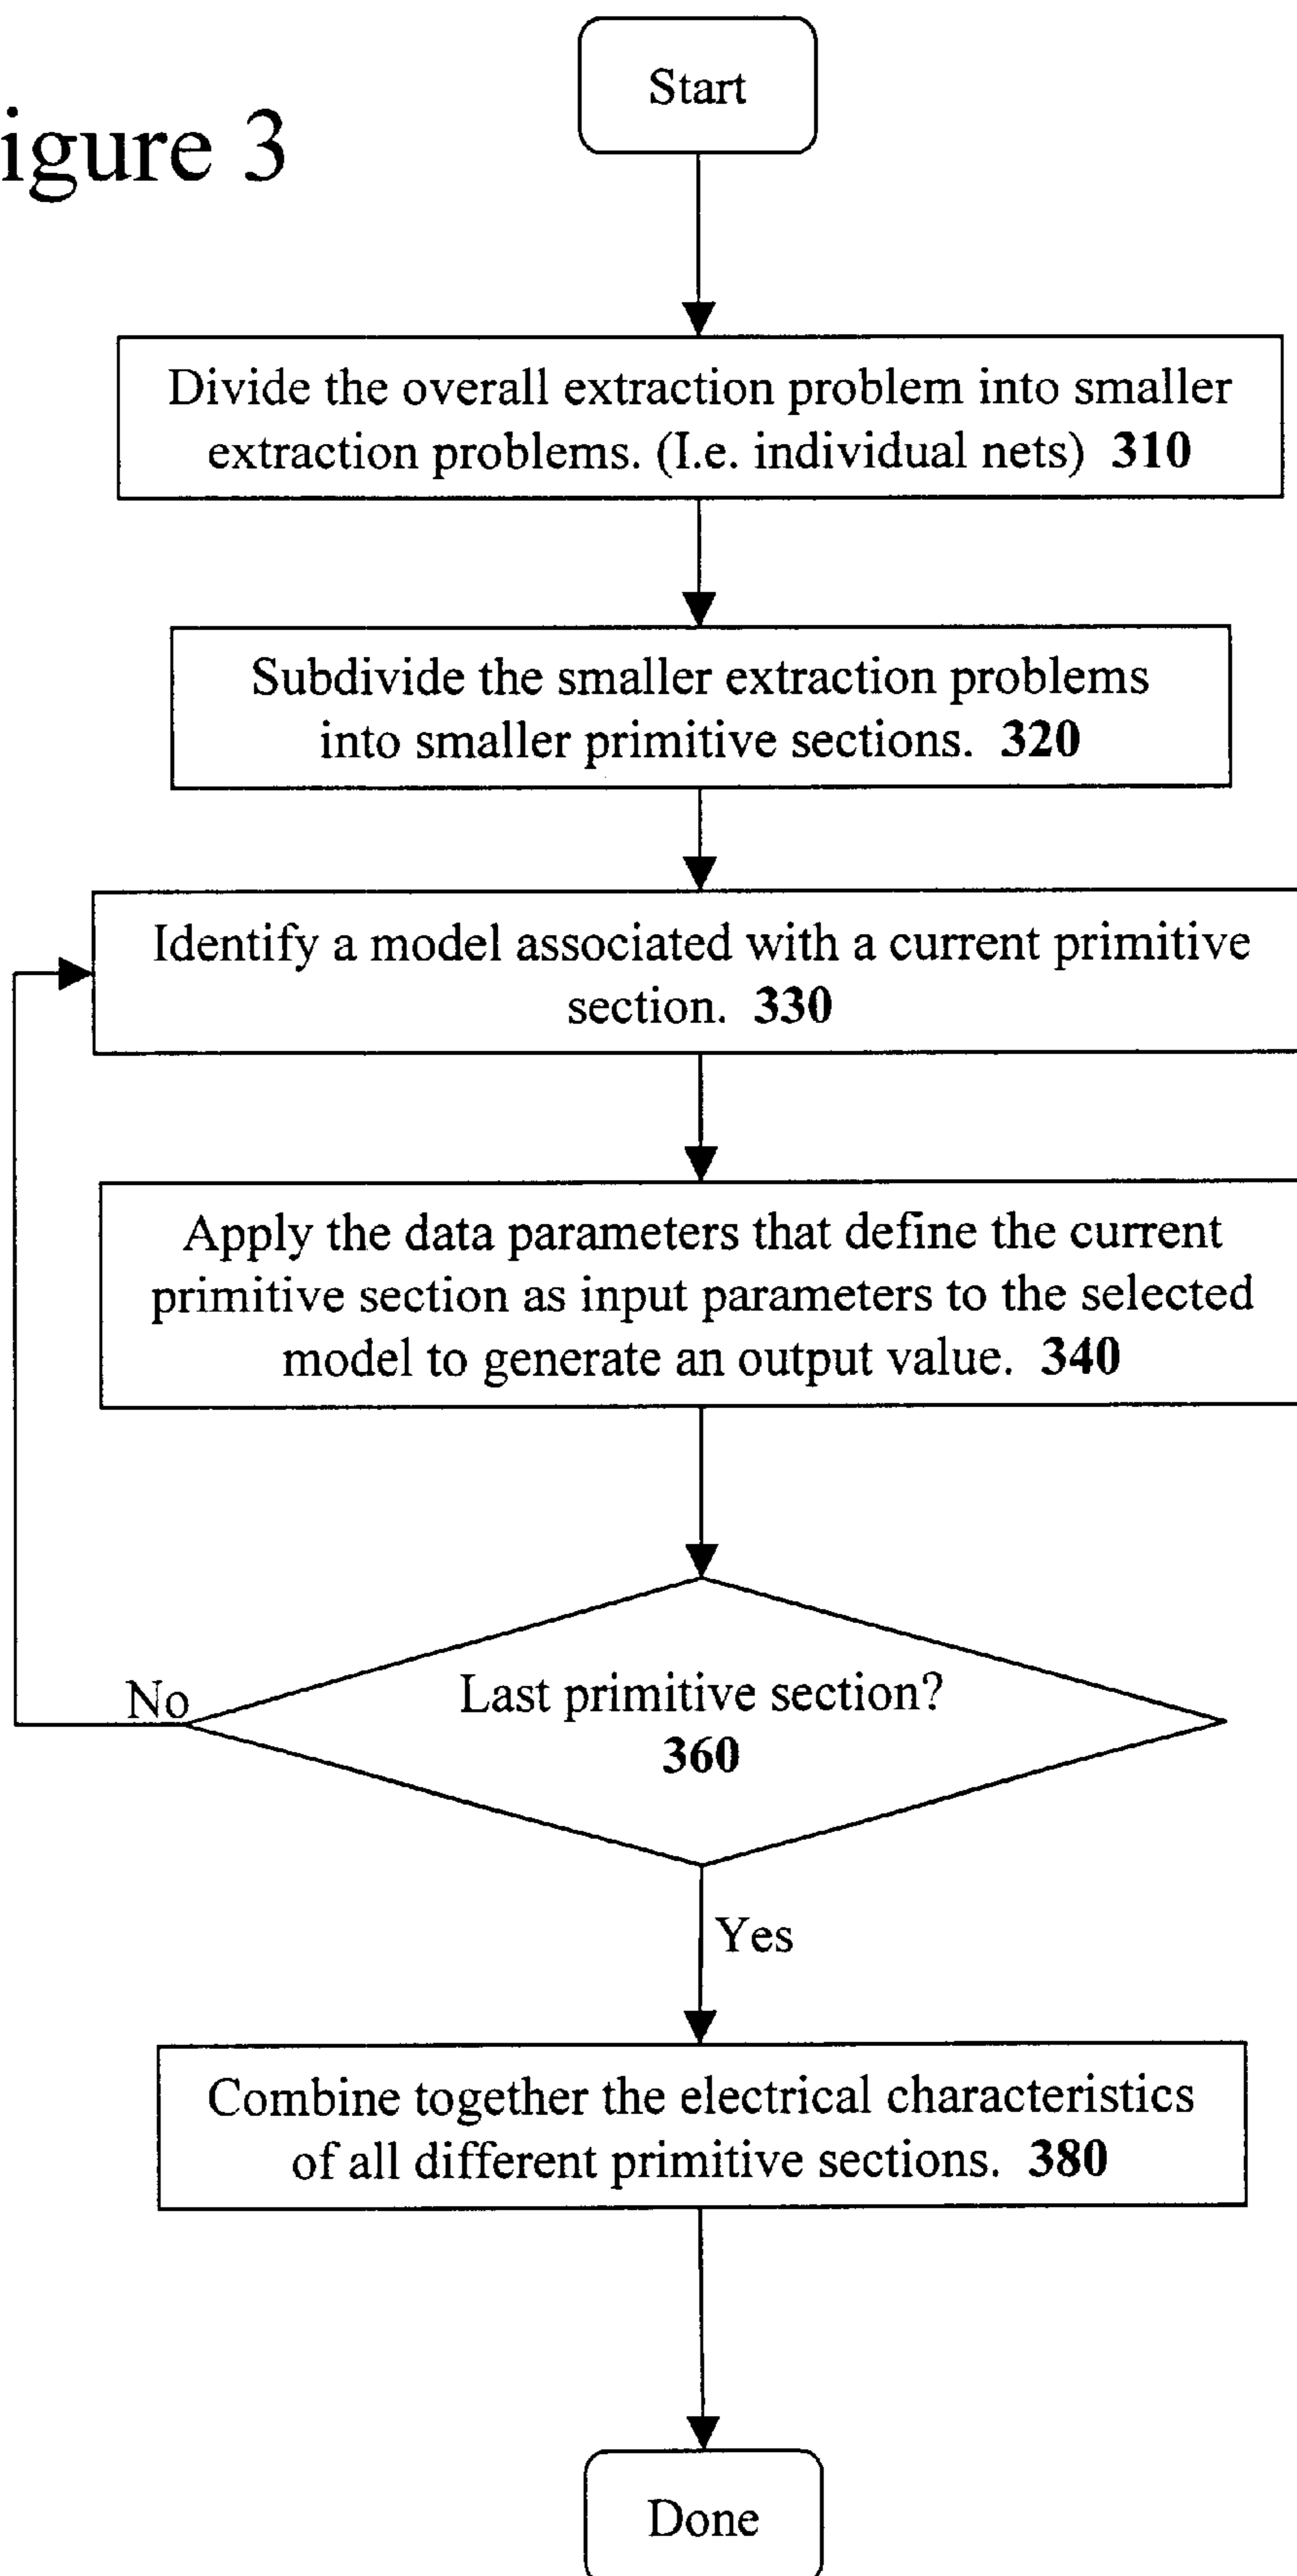 igure 3
Start
Divide the overall extraction problem into smaller
extraction problems. (I.e. individual nets) 310
Subdivide the smaller extraction problems
into smaller primitive sections. 320
Identify a model associated with a current primitive
section. 330
Apply the data parameters that define the current
primitive section as input parameters to the selected
model to generate an output value. 340
No
Last primitive section?
360
Yes
Combine together the electrical characteristics
of all different primitive sections. 380
Done